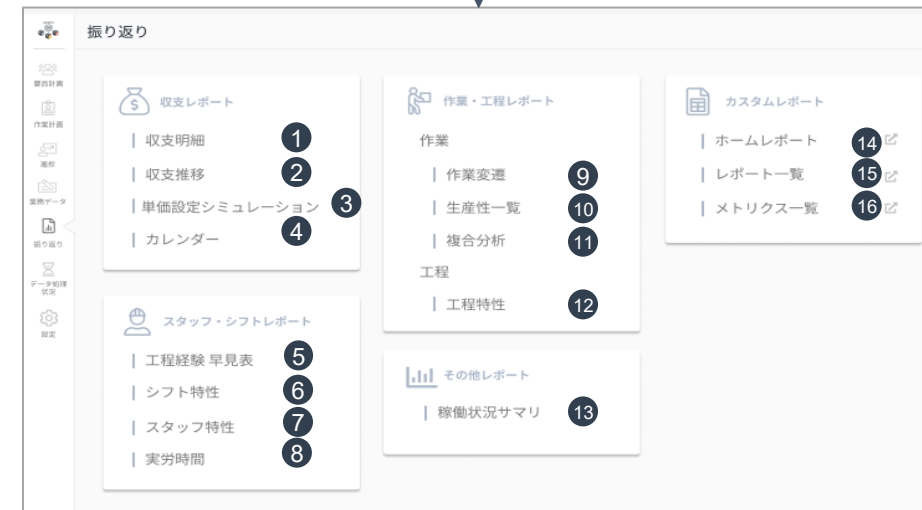 振り返り
要員計画
作業計画
進捗
業務データ
振り返り
データ処理
状況
設定
収支レポート
収支明細 1
収支推移 2
単価設定シミュレーション 3
カレンダー 4
スタッフ・シフトレポート
工程経験 早見表 5
シフト特性 6
スタッフ特性 7
実労時間 8
作業・工程レポート
作業
作業変遷 9
生産性一覧 10
複合分析 11
工程
工程特性 12
その他レポート
稼働状況サマリ 13
カスタムレポート
ホームレポート 14
レポート一覧 15
メトリクス一覧 16